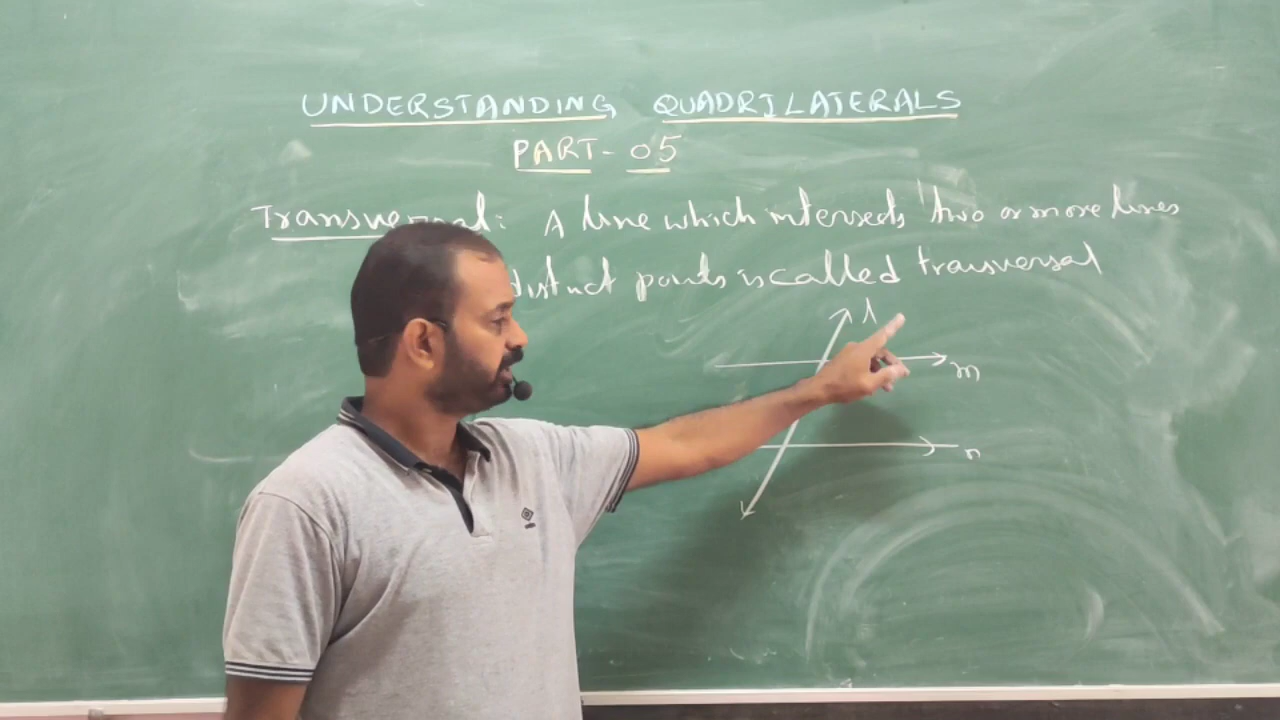 UNDERSTANDING QUADRILATERALS
PART-05
Transversal: A line which intersects two or more lines
distinct points is called transversal
l
m
n